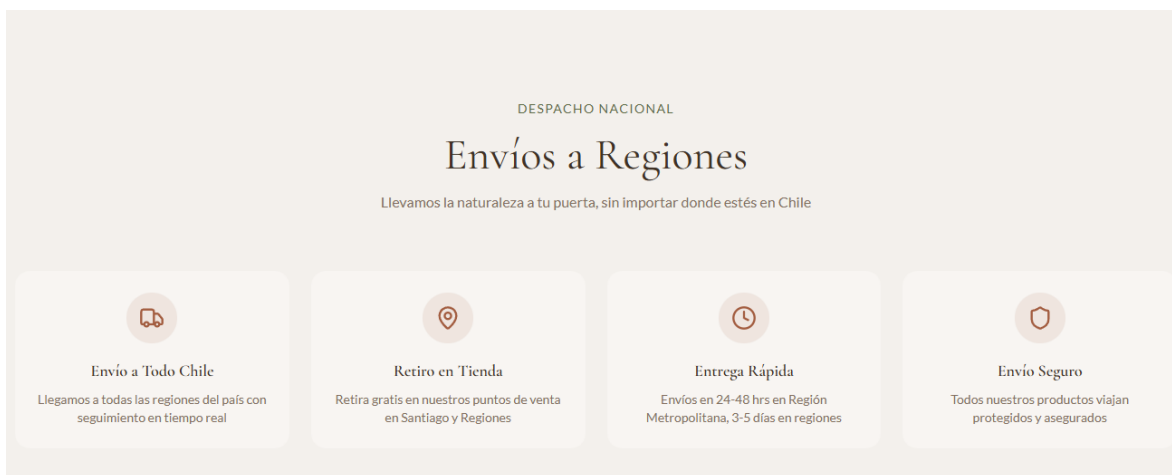 DESPACHO NACIONAL
Envíos a Regiones
Llevamos la naturaleza a tu puerta, sin importar donde estés en Chile
Envío a Todo Chile
Llegamos a todas las regiones del país con
seguimiento en tiempo real
Retiro en Tienda
Retira gratis en nuestros puntos de venta
en Santiago y Regiones
Entrega Rápida
Envíos en 24-48 hrs en Región
Metropolitana, 3-5 días en regiones
Envío Seguro
Todos nuestros productos viajan
protegidos y asegurados